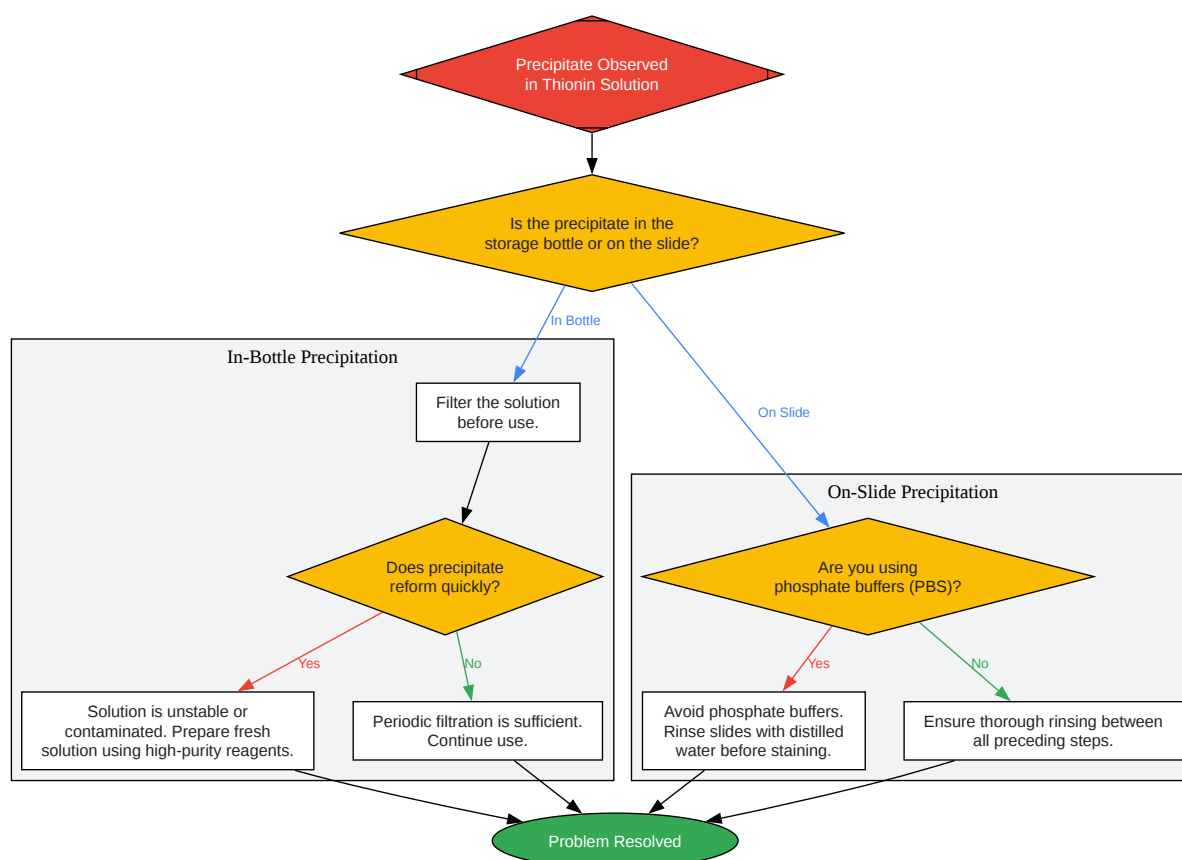 Precipitate Observed
in Thionin Solution
Is the precipitate in the
storage bottle or on the slide?
In Bottle
On Slide
In-Bottle Precipitation
Filter the solution
before use.
Does precipitate
reform quickly?
Yes
No
Solution is unstable or
contaminated. Prepare fresh
solution using high-purity reagents.
Periodic filtration is sufficient.
Continue use.
On-Slide Precipitation
Are you using
phosphate buffers (PBS)?
Yes
No
Avoid phosphate buffers.
Rinse slides with distilled
water before staining.
Ensure thorough rinsing between
all preceding steps.
Problem Resolved